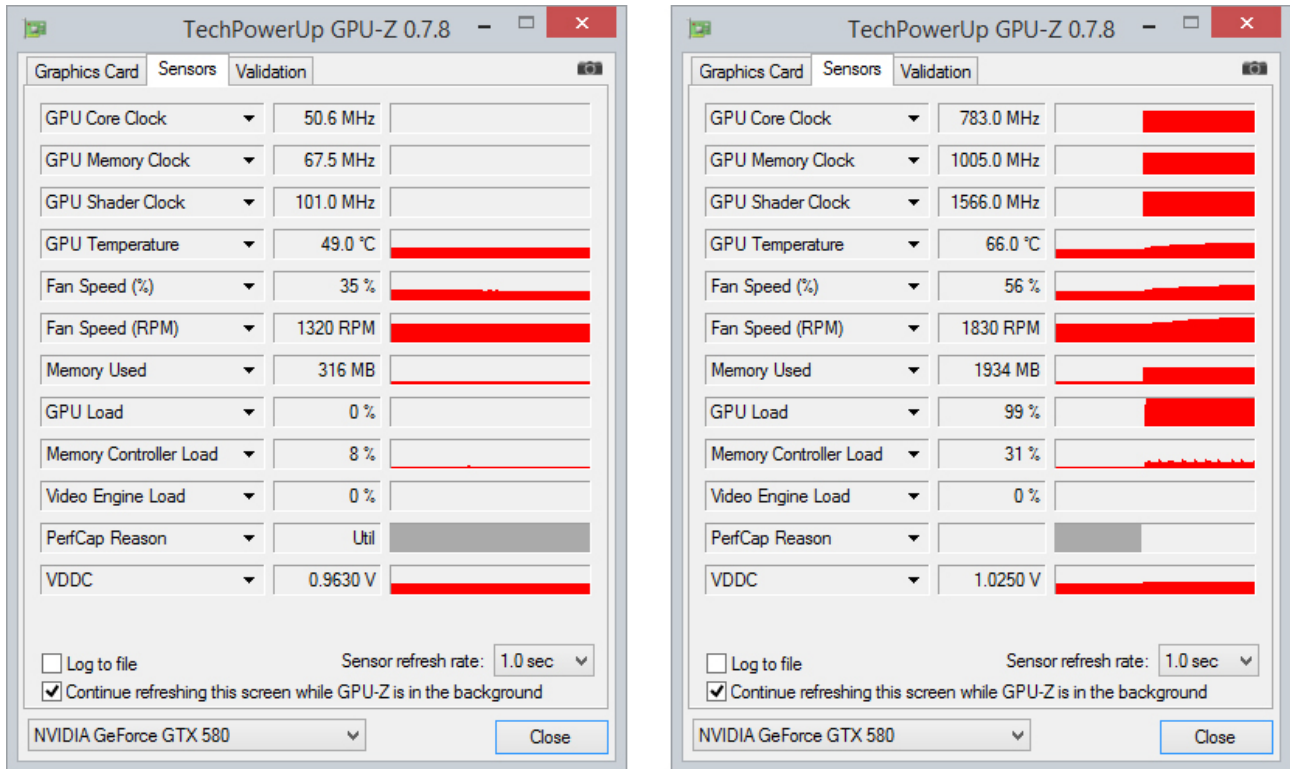 TechPowerUp GPU-Z 0.7.8
Graphics Card Sensors Validation
GPU Core Clock 50.6 MHz
GPU Memory Clock 67.5 MHz
GPU Shader Clock 101.0 MHz
GPU Temperature 49.0 °C
Fan Speed (%) 35 %
Fan Speed (RPM) 1320 RPM
Memory Used 316 MB
GPU Load 0 %
Memory Controller Load 8 %
Video Engine Load 0 %
PerfCap Reason Util
VDDC 0.9630 V
Log to file Sensor refresh rate: 1.0 sec
Continue refreshing this screen while GPU-Z is in the background
NVIDIA GeForce GTX 580 Close
TechPowerUp GPU-Z 0.7.8
Graphics Card Sensors Validation
GPU Core Clock 783.0 MHz
GPU Memory Clock 1005.0 MHz
GPU Shader Clock 1566.0 MHz
GPU Temperature 66.0 °C
Fan Speed (%) 56 %
Fan Speed (RPM) 1830 RPM
Memory Used 1934 MB
GPU Load 99 %
Memory Controller Load 31 %
Video Engine Load 0 %
PerfCap Reason
VDDC 1.0250 V
Log to file Sensor refresh rate: 1.0 sec
Continue refreshing this screen while GPU-Z is in the background
NVIDIA GeForce GTX 580 Close